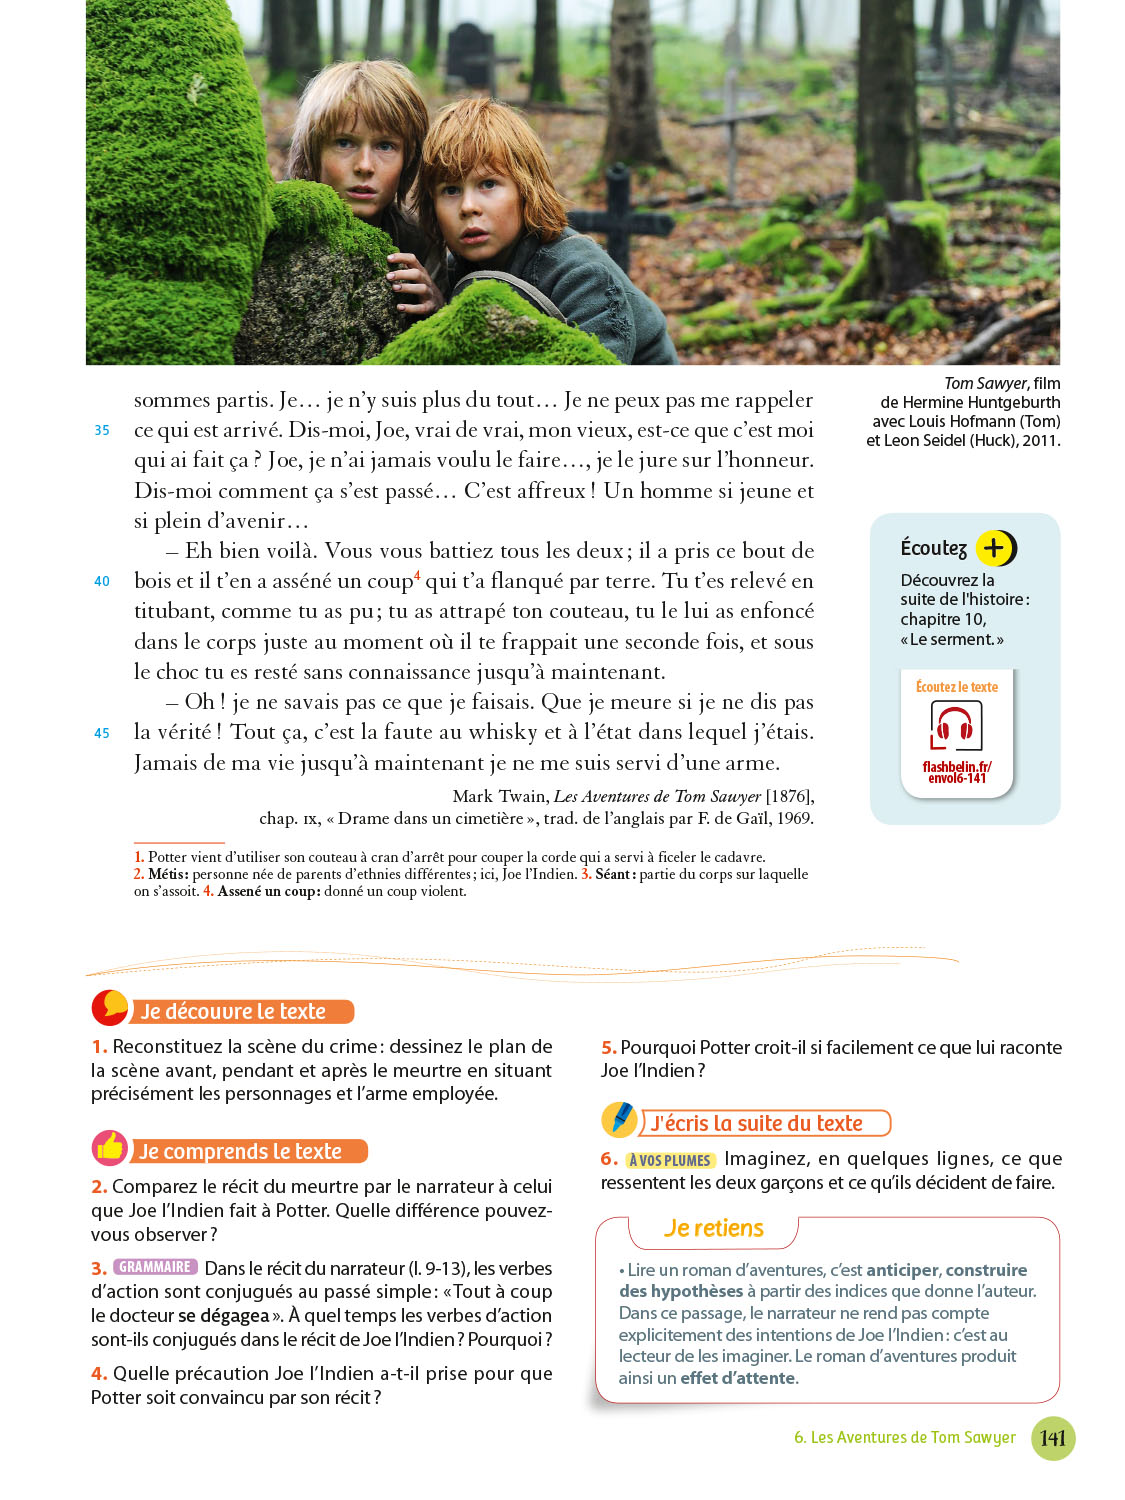 Tom Sawyer, film
de Hermine Huntgeburth
avec Louis Hofmann (Tom)
et Leon Seidel (Huck), 2011.
sommes partis. Je… je n’y suis plus du tout… Je ne peux pas me rappeler
35 ce qui est arrivé. Dis-moi, Joe, vrai de vrai, mon vieux, est-ce que c’est moi
qui ai fait ça ? Joe, je n’ai jamais voulu le faire…, je le jure sur l’honneur.
Dis-moi comment ça s’est passé… C’est affreux ! Un homme si jeune et
si plein d’avenir…
– Eh bien voilà. Vous vous battiez tous les deux ; il a pris ce bout de
40 bois et il t’en a asséné un coup4 qui t’a flanqué par terre. Tu t’es relevé en
titubant, comme tu as pu ; tu as attrapé ton couteau, tu le lui as enfoncé
dans le corps juste au moment où il te frappait une seconde fois, et sous
le choc tu es resté sans connaissance jusqu’à maintenant.
– Oh ! je ne savais pas ce que je faisais. Que je meure si je ne dis pas
45 la vérité ! Tout ça, c’est la faute au whisky et à l’état dans lequel j’étais.
Jamais de ma vie jusqu’à maintenant je ne me suis servi d’une arme.
Mark Twain, Les Aventures de Tom Sawyer [1876],
chap. IX, « Drame dans un cimetière », trad. de l’anglais par F. de Gaïl, 1969.
1. Potter vient d’utiliser son couteau à cran d’arrêt pour couper la corde qui a servi à ficeler le cadavre.
2. Métis : personne née de parents d’ethnies différentes ; ici, Joe l’Indien. 3. Séant : partie du corps sur laquelle
on s’assoit. 4. Assené un coup : donné un coup violent.
Écoutez +
Découvrez la
suite de l'histoire :
chapitre 10,
« Le serment. »
Écoutez le texte
flashbelin.fr/
envol6-141
Je découvre le texte
1. Reconstituez la scène du crime : dessinez le plan de
la scène avant, pendant et après le meurtre en situant
précisément les personnages et l’arme employée.
Je comprends le texte
2. Comparez le récit du meurtre par le narrateur à celui
que Joe l’Indien fait à Potter. Quelle différence pouvez-
vous observer ?
3. GRAMMAIRE Dans le récit du narrateur (l. 9-13), les verbes
d’action sont conjugués au passé simple : « Tout à coup
le docteur se dégagea ». À quel temps les verbes d’action
sont-ils conjugués dans le récit de Joe l’Indien ? Pourquoi ?
4. Quelle précaution Joe l’Indien a-t-il prise pour que
Potter soit convaincu par son récit ?
5. Pourquoi Potter croit-il si facilement ce que lui raconte
Joe l’Indien ?
J'écris la suite du texte
6. À VOS PLUMES Imaginez, en quelques lignes, ce que
ressentent les deux garçons et ce qu’ils décident de faire.
Je retiens
• Lire un roman d’aventures, c’est anticiper, construire
des hypothèses à partir des indices que donne l’auteur.
Dans ce passage, le narrateur ne rend pas compte
explicitement des intentions de Joe l’Indien : c’est au
lecteur de les imaginer. Le roman d’aventures produit
ainsi un effet d’attente.
6. Les Aventures de Tom Sawyer 141